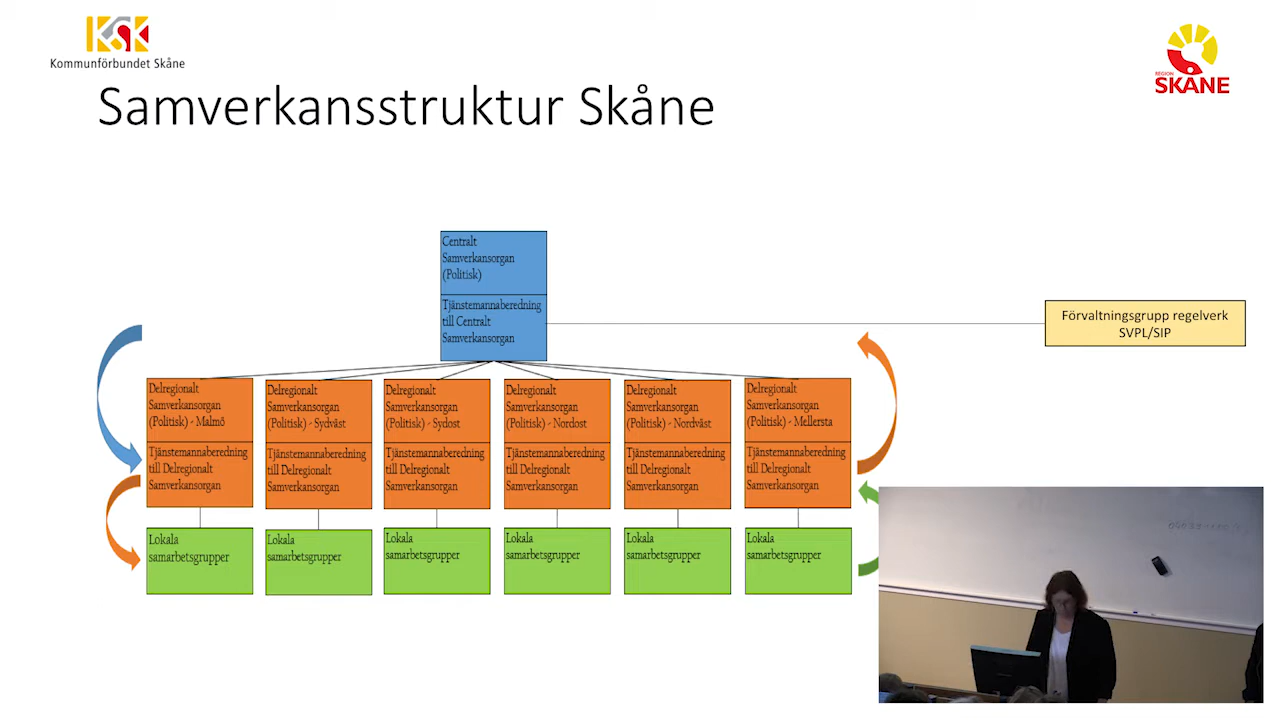 KSK
Kommunförbundet Skåne
REGION
SKÅNE
Samverkansstruktur Skåne
Centralt
Samverkansorgan
(Politisk)
Tjänstemannaberedning
till Centralt
Samverkansorgan
Förvaltningsgrupp regelverk
SVPL/SIP
Delregionalt
Samverkansorgan
(Politisk) - Malmö
Tjänstemannaberedning
till Delregionalt
Samverkansorgan
Lokala
samarbetsgrupper
Delregionalt
Samverkansorgan
(Politisk) - Sydväst
Tjänstemannaberedning
till Delregionalt
Samverkansorgan
Lokala
samarbetsgrupper
Delregionalt
Samverkansorgan
(Politisk) - Sydost
Tjänstemannaberedning
till Delregionalt
Samverkansorgan
Lokala
samarbetsgrupper
Delregionalt
Samverkansorgan
(Politisk) - Nordost
Tjänstemannaberedning
till Delregionalt
Samverkansorgan
Lokala
samarbetsgrupper
Delregionalt
Samverkansorgan
(Politisk) - Nordväst
Tjänstemannaberedning
till Delregionalt
Samverkansorgan
Lokala
samarbetsgrupper
Delregionalt
Samverkansorgan
(Politisk) - Mellersta
Tjänstemannaberedning
till Delregionalt
Samverkansorgan
Lokala
samarbetsgrupper